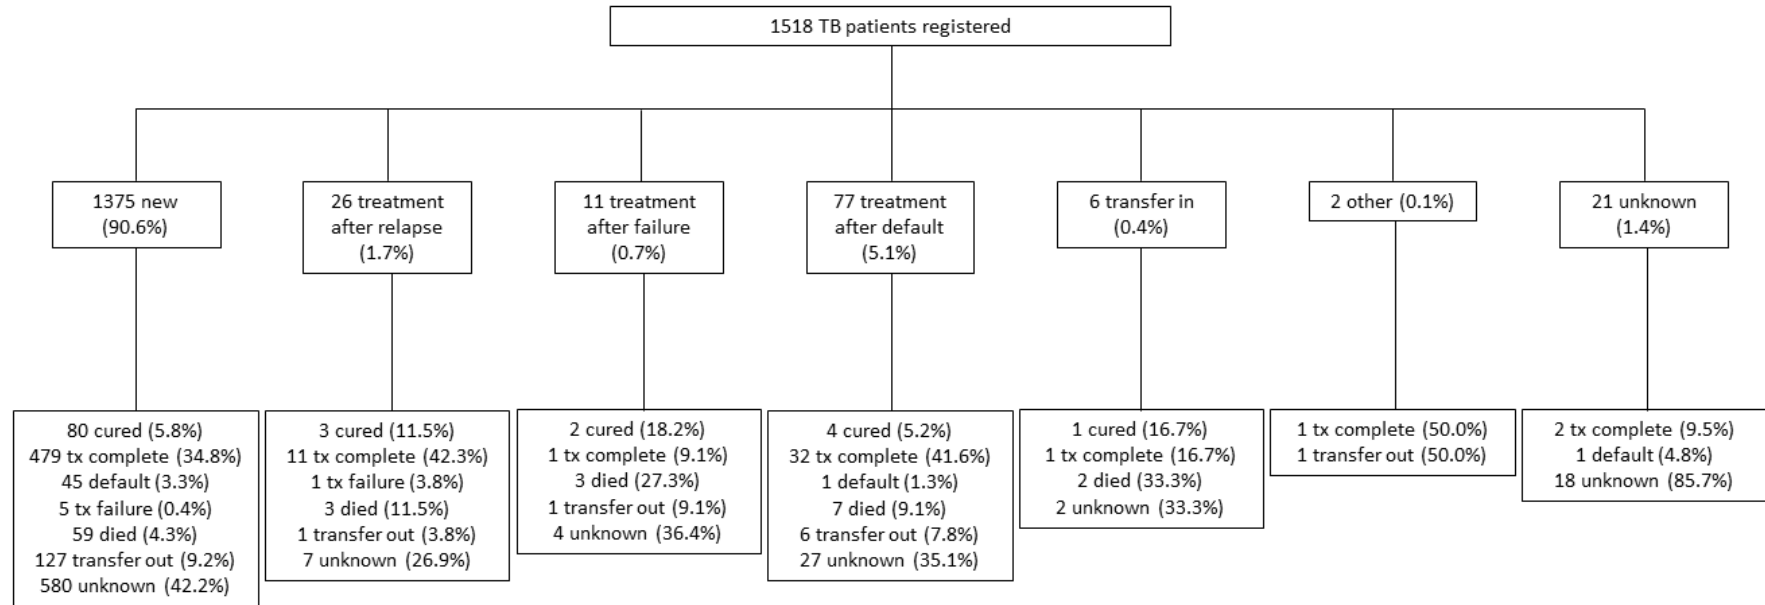 1518 TB patients registered
1375 new
(90.6%)
26 treatment
after relapse
(1.7%)
11 treatment
after failure
(0.7%)
77 treatment
after default
(5.1%)
6 transfer in
(0.4%)
2 other (0.1%)
21 unknown
(1.4%)
80 cured (5.8%)
479 tx complete (34.8%)
45 default (3.3%)
5 tx failure (0.4%)
59 died (4.3%)
127 transfer out (9.2%)
580 unknown (42.2%)
3 cured (11.5%)
11 tx complete (42.3%)
1 tx failure (3.8%)
3 died (11.5%)
1 transfer out (3.8%)
7 unknown (26.9%)
2 cured (18.2%)
1 tx complete (9.1%)
3 died (27.3%)
1 transfer out (9.1%)
4 unknown (36.4%)
4 cured (5.2%)
32 tx complete (41.6%)
1 default (1.3%)
7 died (9.1%)
6 transfer out (7.8%)
27 unknown (35.1%)
1 cured (16.7%)
1 tx complete (16.7%)
2 died (33.3%)
2 unknown (33.3%)
1 tx complete (50.0%)
1 transfer out (50.0%)
2 tx complete (9.5%)
1 default (4.8%)
18 unknown (85.7%)